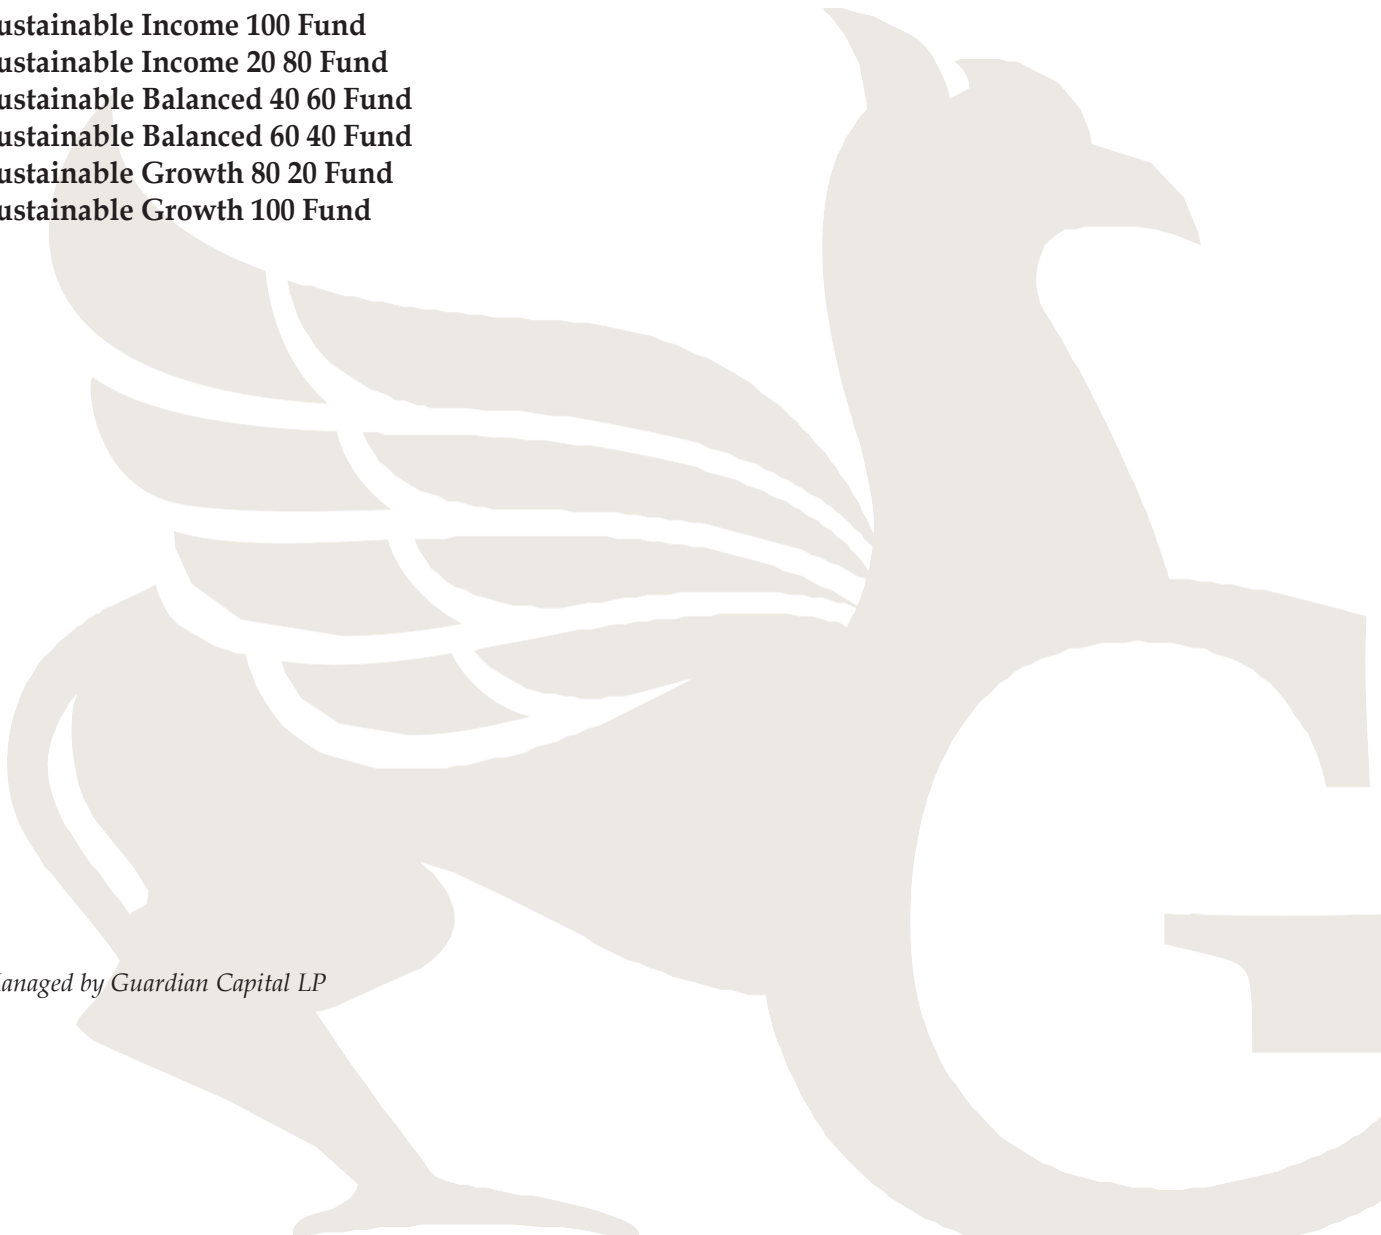 ustainable Income 100 Fund
ustainable Income 20 80 Fund
ustainable Balanced 40 60 Fund
ustainable Balanced 60 40 Fund
ustainable Growth 80 20 Fund
ustainable Growth 100 Fund
anaged by Guardian Capital LP
G